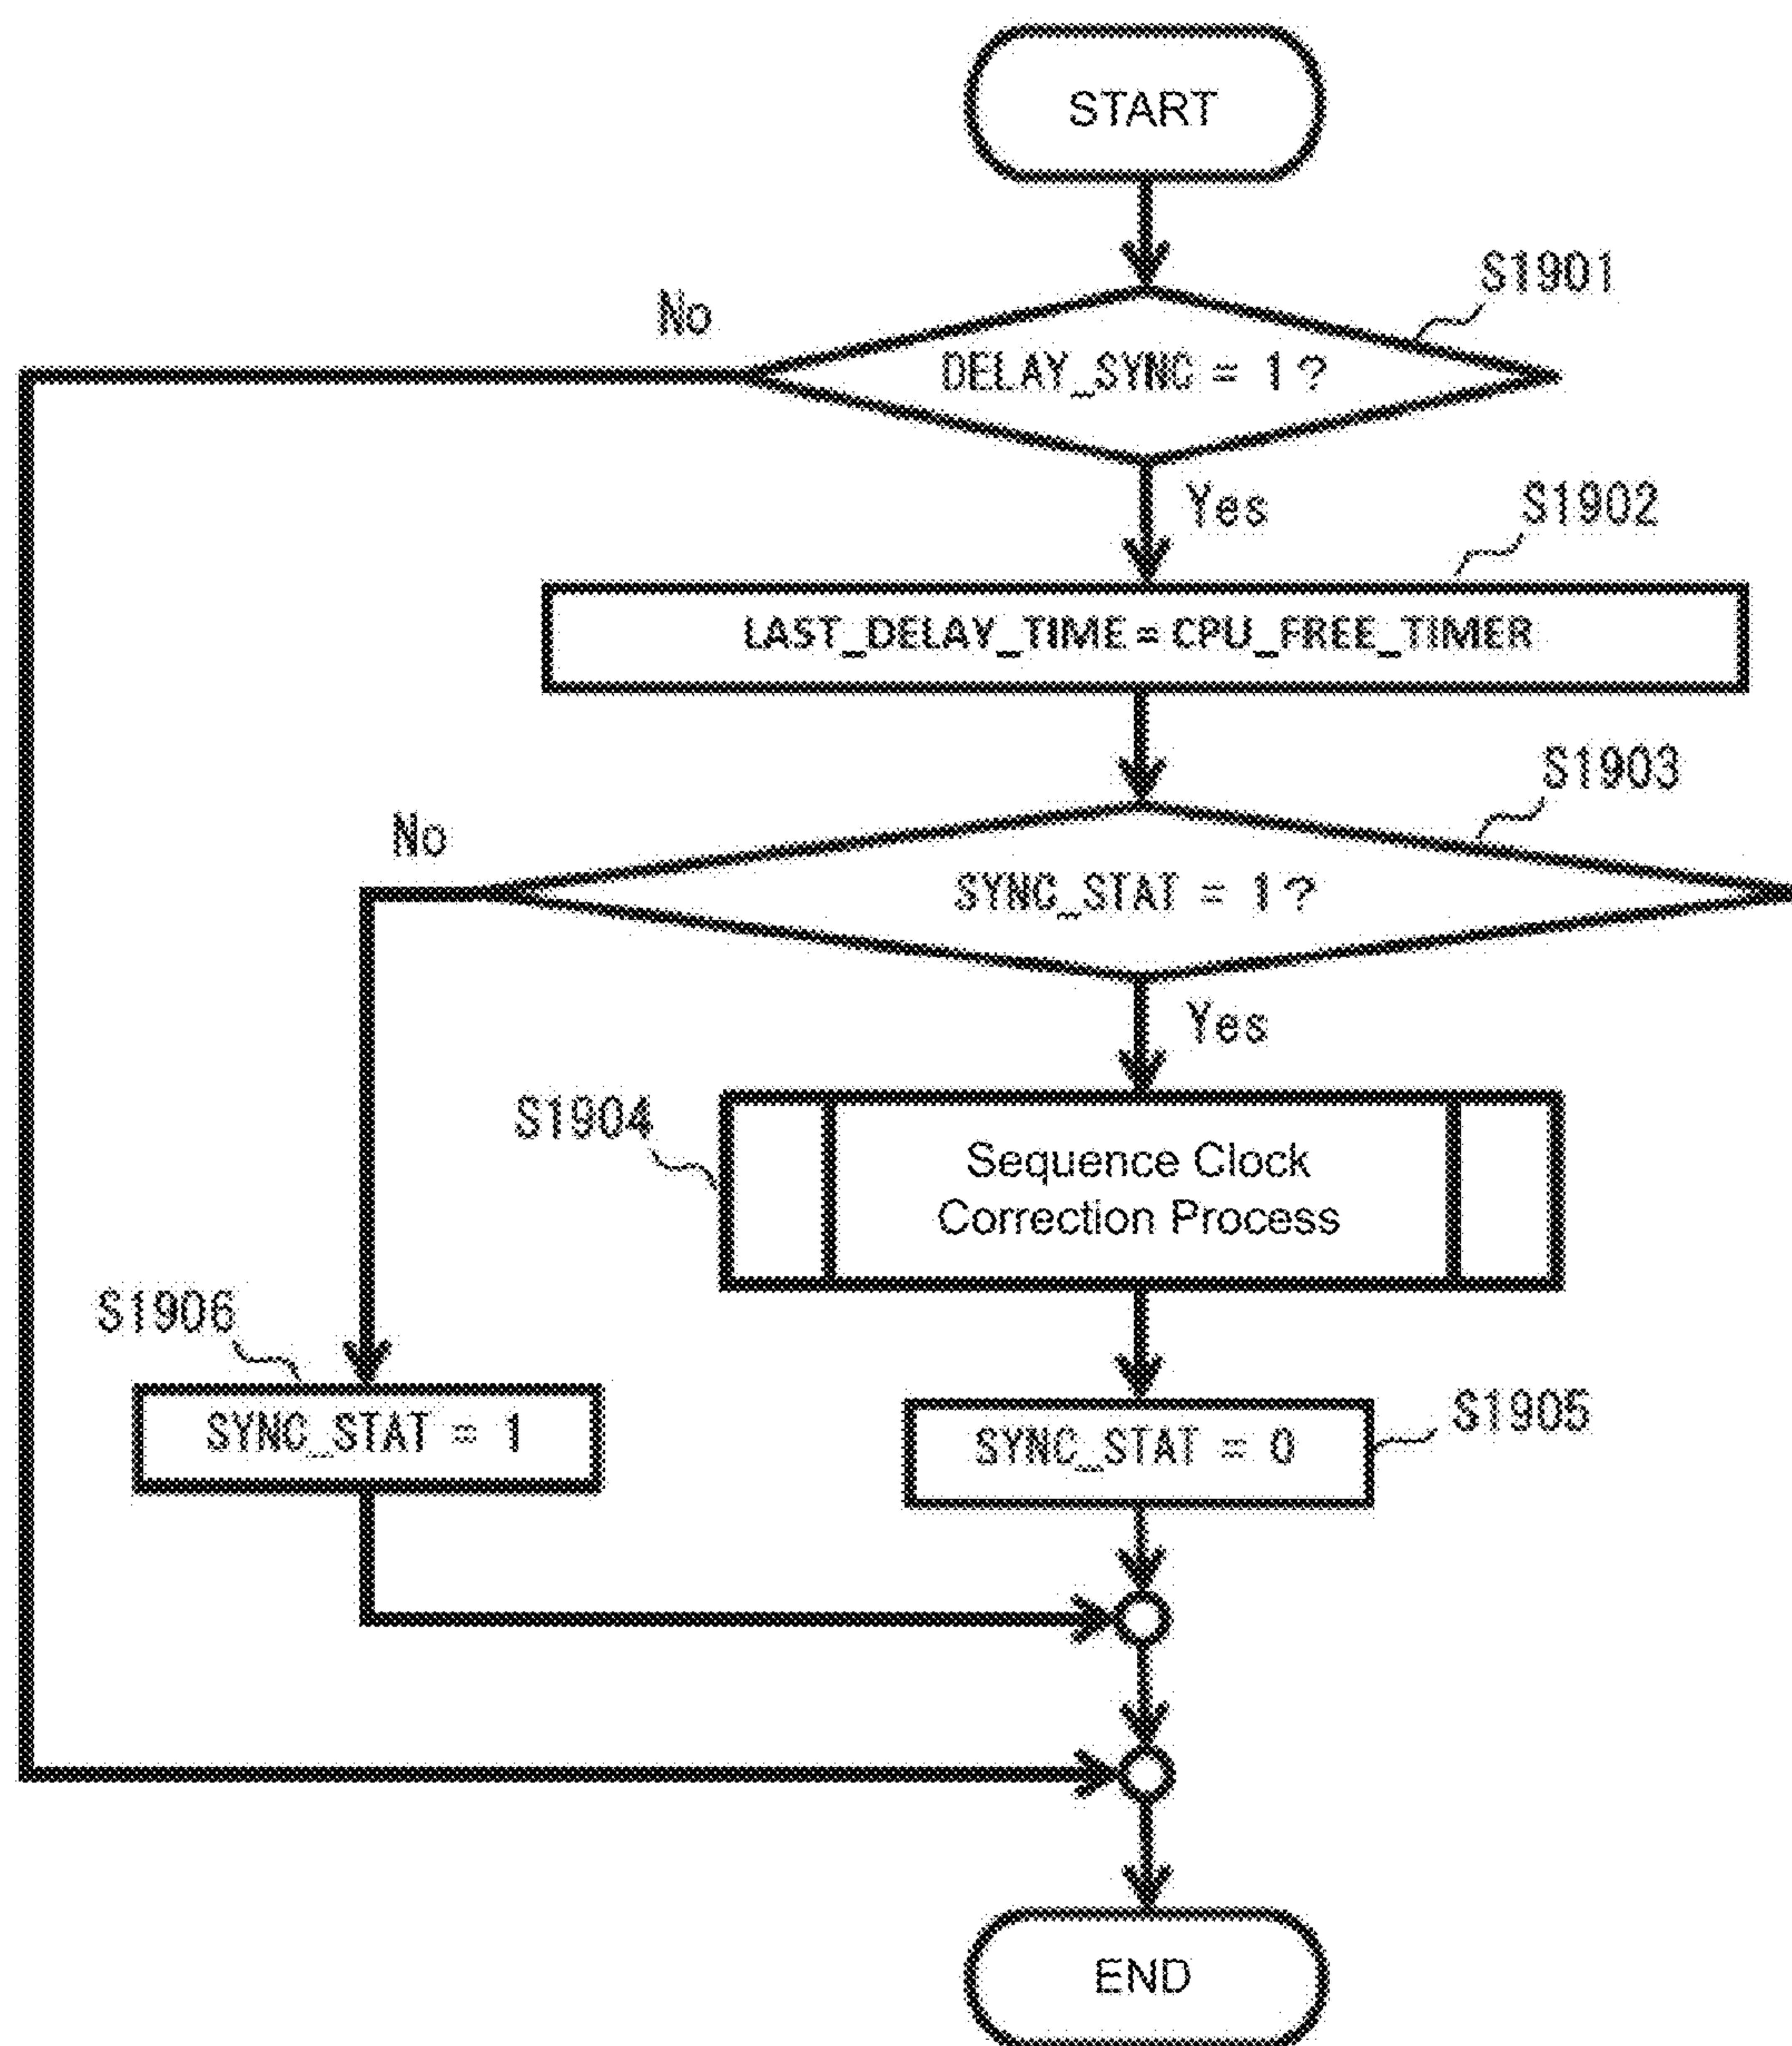 START
S1901
No
DELAY_SYNC = 1?
Yes
S1902
LAST_DELAY_TIME = CPU_FREE_TIMER
S1903
No
SYNC_STAT = 1?
Yes
S1904
Sequence Clock
Correction Process
S1906
SYNC_STAT = 1
S1905
SYNC_STAT = 0
END